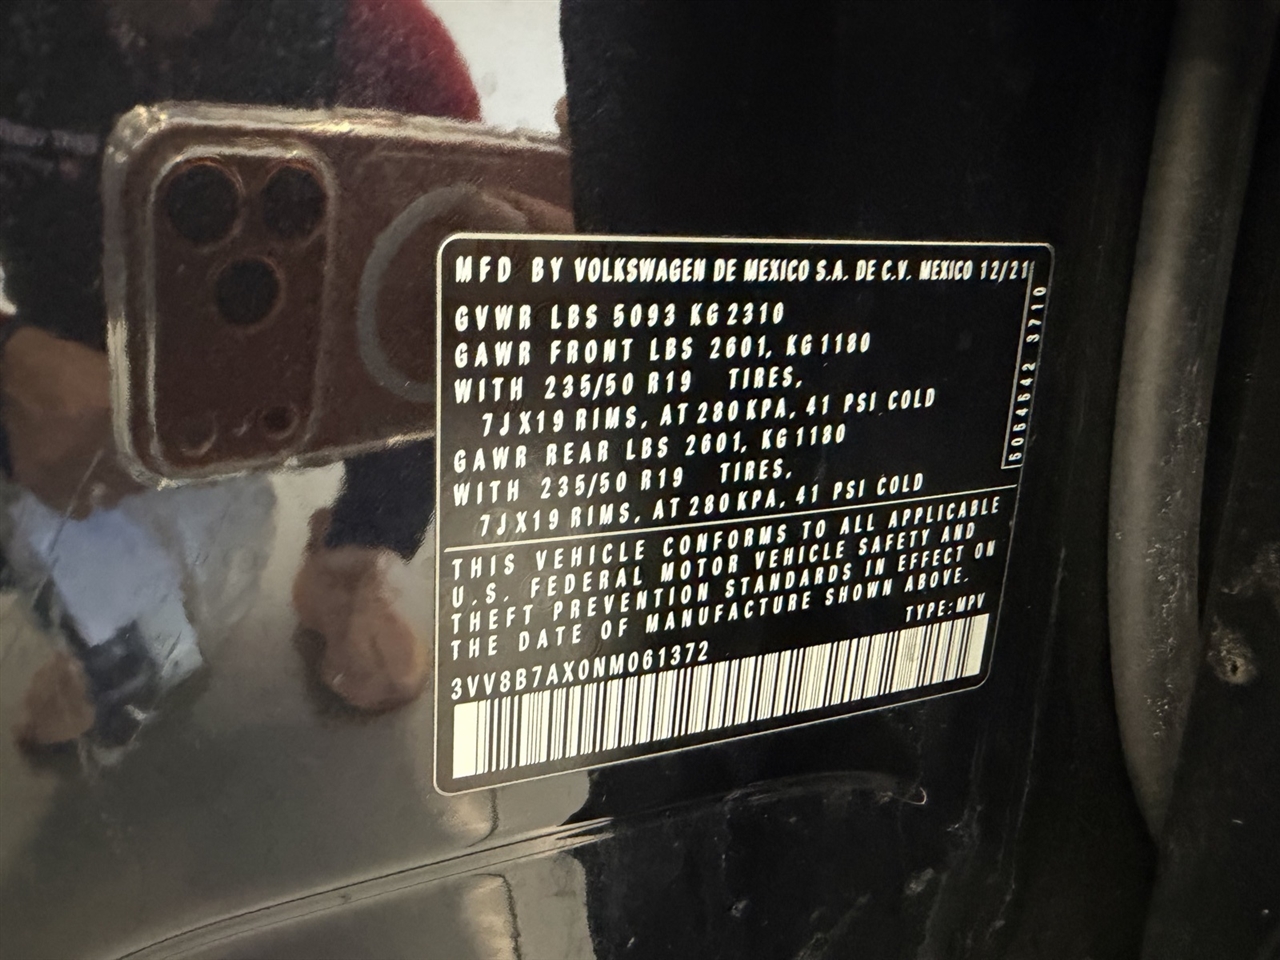 MFD BY VOLKSWAGEN DE MEXICO S.A. DE C.V. MEXICO 12/21
GVWR LBS 5093 KG 2310
GAWR FRONT LBS 2601, KG 1180
WITH 235/50 R19 TIRES,
7JX19 RIMS, AT 280 KPA, 41 PSI COLD
GAWR REAR LBS 2601, KG 1180
WITH 235/50 R19 TIRES,
7JX19 RIMS, AT 280 KPA, 41 PSI COLD
THIS VEHICLE CONFORMS TO ALL APPLICABLE
U.S. FEDERAL MOTOR VEHICLE SAFETY AND
THEFT PREVENTION STANDARDS IN EFFECT ON
THE DATE OF MANUFACTURE SHOWN ABOVE.
TYPE: MPV
3VV8B7AX0NM061372
3710